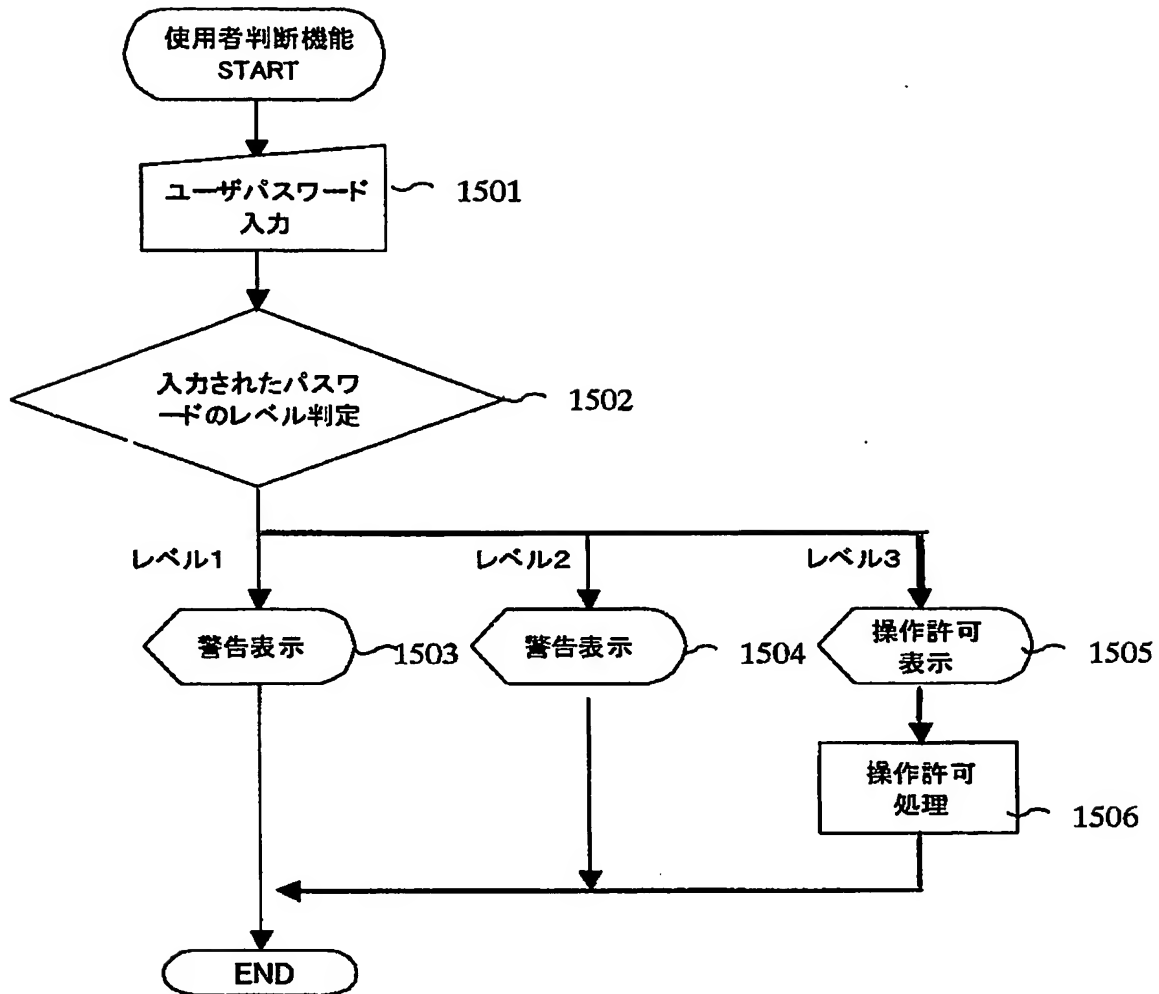 使用者判断機能
START
ユーザパスワード
入力
1501
入力されたパスワ
ードのレベル判定
1502
レベル1
レベル2
レベル3
警告表示
1503
警告表示
1504
操作許可
表示
1505
操作許可
処理
1506
END